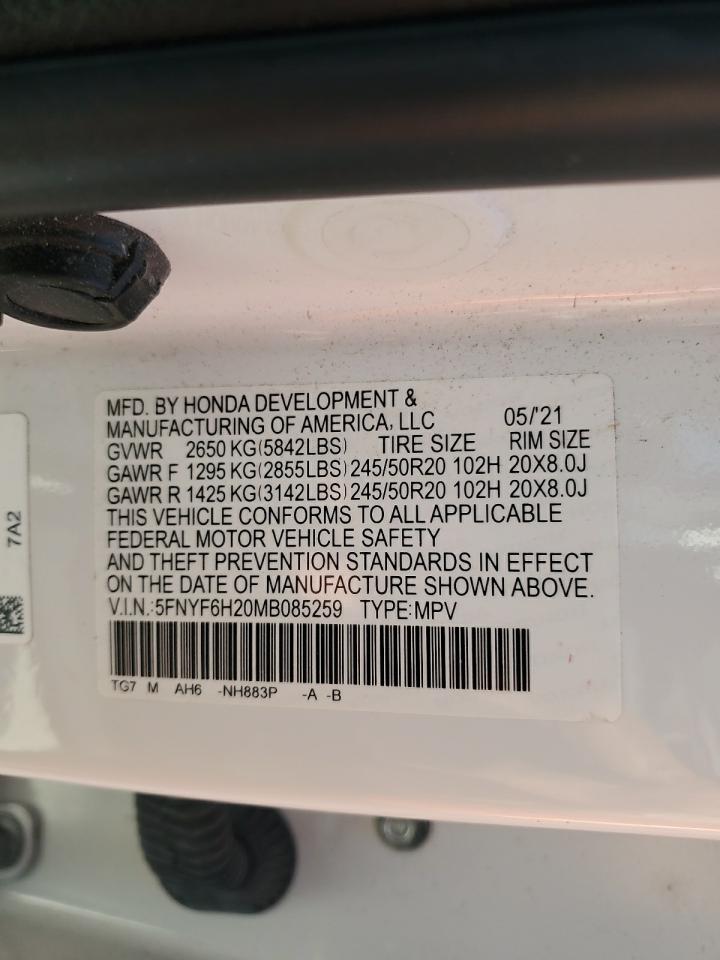 MFD. BY HONDA DEVELOPMENT &
MANUFACTURING OF AMERICA, LLC 05/'21
GVWR 2650 KG(5842LBS) TIRE SIZE RIM SIZE
GAWR F 1295 KG(2855LBS) 245/50R20 102H 20X8.0J
GAWR R 1425 KG(3142LBS) 245/50R20 102H 20X8.0J
THIS VEHICLE CONFORMS TO ALL APPLICABLE
FEDERAL MOTOR VEHICLE SAFETY
AND THEFT PREVENTION STANDARDS IN EFFECT
ON THE DATE OF MANUFACTURE SHOWN ABOVE.
V.I.N.:5FNYF6H20MB085259 TYPE:MPV
TG7 M AH6 -NH883P -A -B
7A2